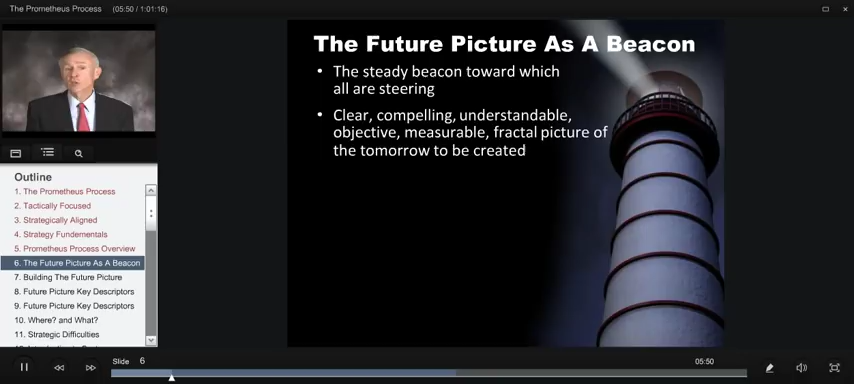 The Prometheus Process (05:50 / 1:01:16)
The Future Picture As A Beacon
• The steady beacon toward which
all are steering
• Clear, compelling, understandable,
objective, measurable, fractal picture of
the tomorrow to be created
Outline
1. The Prometheus Process
2. Tactically Focused
3. Strategically Aligned
4. Strategy Fundementals
5. Prometheus Process Overview
6. The Future Picture As A Beacon
7. Building The Future Picture
8. Future Picture Key Descriptors
9. Future Picture Key Descriptors
10. Where? and What?
11. Strategic Difficulties
Slide 6
05:50